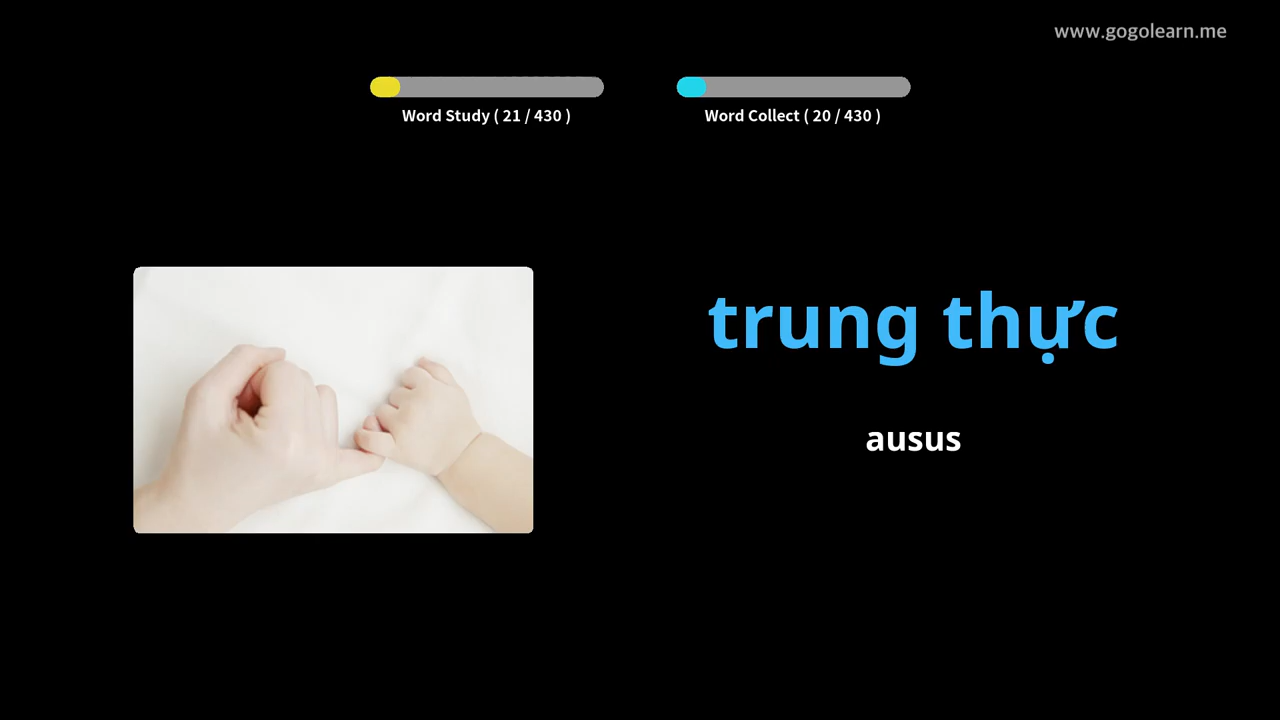 www.gogolearn.me
Word Study ( 21 / 430 )
Word Collect ( 20 / 430 )
trung thực
ausus